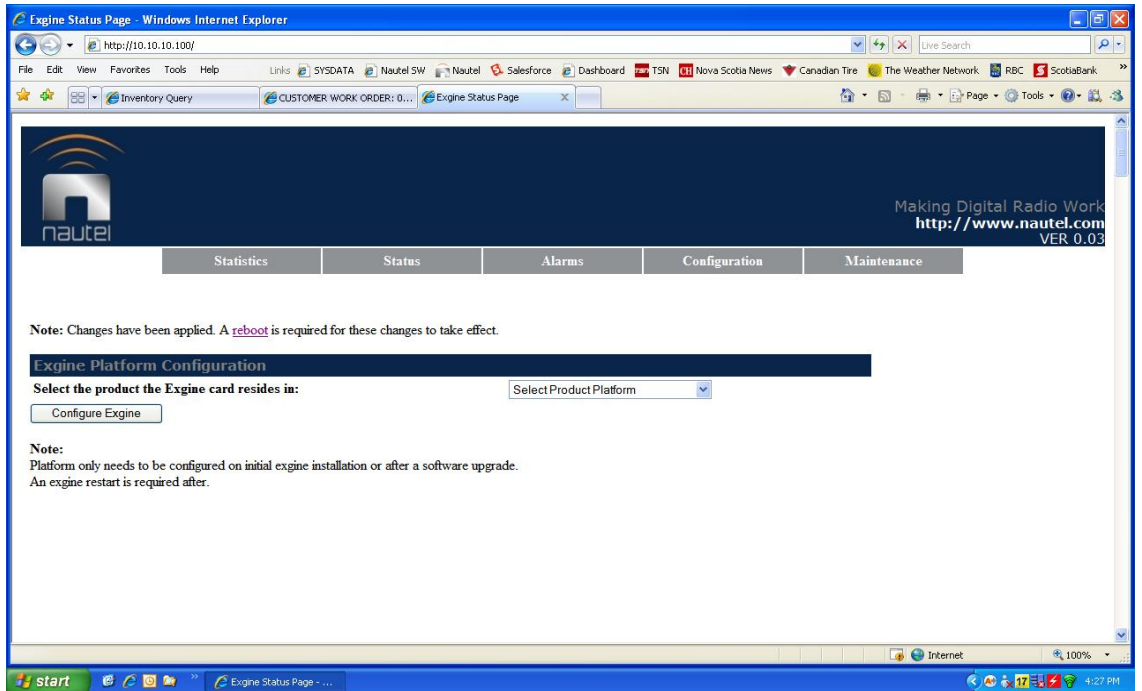 Exgine Status Page - Windows Internet Explorer
http://10.10.10.100/
Live Search
File Edit View Favorites Tools Help
Links SYSDATA Nautel SW Nautel Salesforce Dashboard TSN Nova Scotia News Canadian Tire The Weather Network RBC ScotiaBank
Inventory Query
CUSTOMER WORK ORDER: 0...
Exgine Status Page
Page Tools
nautel
Making Digital Radio Work
http://www.nautel.com
VER 0.03
Statistics Status Alarms Configuration Maintenance
Note: Changes have been applied. A reboot is required for these changes to take effect.
Exgine Platform Configuration
Select the product the Exgine card resides in:
Select Product Platform
Configure Exgine
Note:
Platform only needs to be configured on initial exgine installation or after a software upgrade.
An exgine restart is required after.
Internet
100%
start
Exgine Status Page - ...
17
4:27 PM